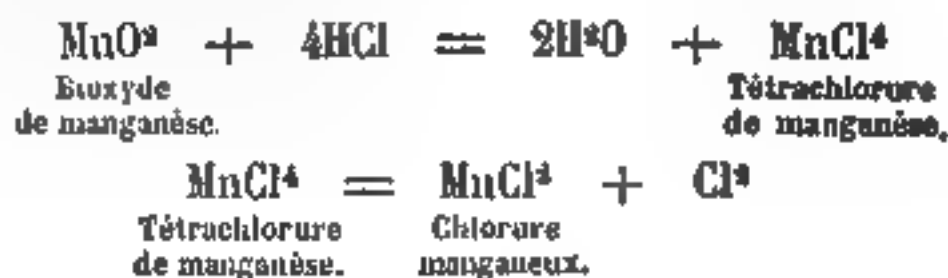 MnO² + 4HCl = 2H²O + MnCl⁴
Bioxyde Tétrachlorure
de manganèse. de manganèse.
MnCl⁴ = MnCl² + Cl²
Tétrachlorure Chlorure
de manganèse. manganeux.